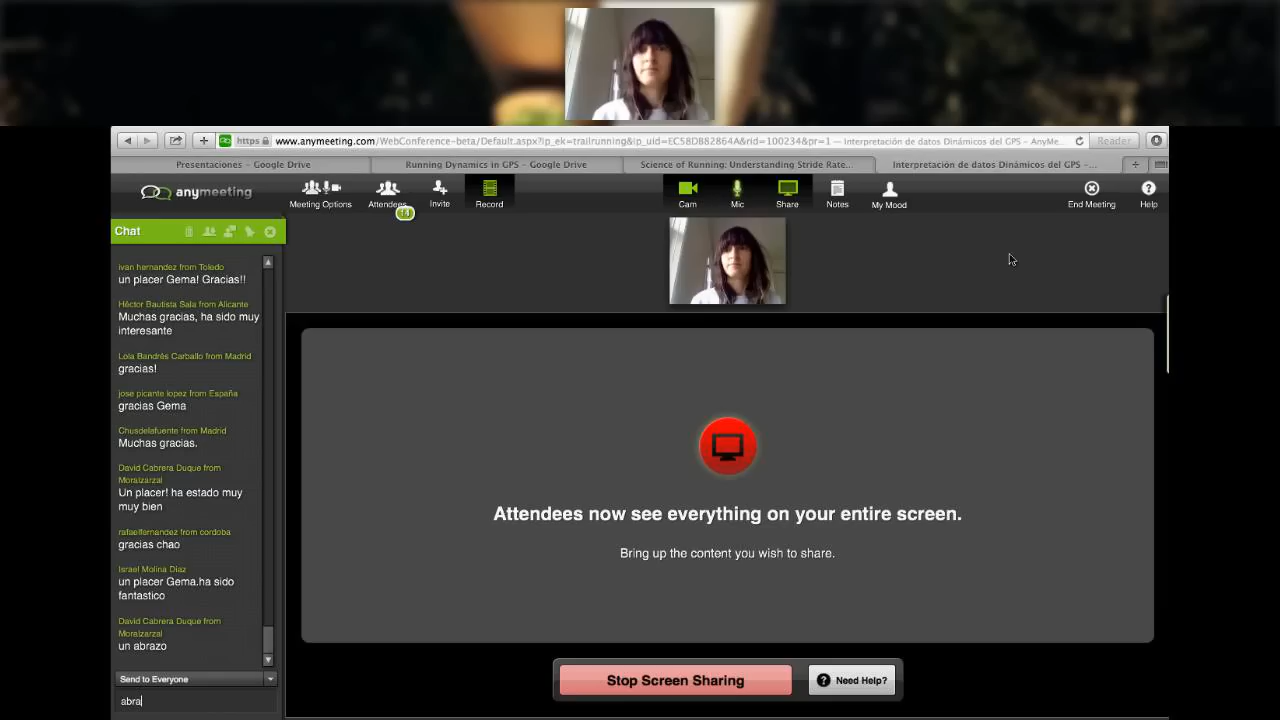 https www.anymeeting.com/WebConference-beta/Default.aspx?ip_ek=trailrunning&ip_uid=EC58DB82864A&rid=100234&pr=1 — Interpretación de datos Dinámicos del GPS – AnyMe... Reader
Presentaciones – Google Drive Running Dynamics in GPS – Google Drive Science of Running: Understanding Stride Rate... Interpretación de datos Dinámicos del GPS –...
anymeeting Meeting Options Attendees Invite Record Cam Mic Share Notes My Mood End Meeting Help
Chat
ivan hernandez from Toledo
un placer Gema! Gracias!!
Héctor Bautista Sala from Alicante
Muchas gracias, ha sido muy
interesante
Lola Bandrés Carballo from Madrid
gracias!
jose picante lopez from España
gracias Gema
Chusdelafuente from Madrid
Muchas gracias.
David Cabrera Duque from
Moralzarzal
Un placer! ha estado muy
muy bien
rafaelfernandez from cordoba
gracias chao
Israel Molina Diaz
un placer Gema.ha sido
fantastico
David Cabrera Duque from
Moralzarzal
un abrazo
Send to Everyone
abra
Attendees now see everything on your entire screen.
Bring up the content you wish to share.
Stop Screen Sharing
Need Help?